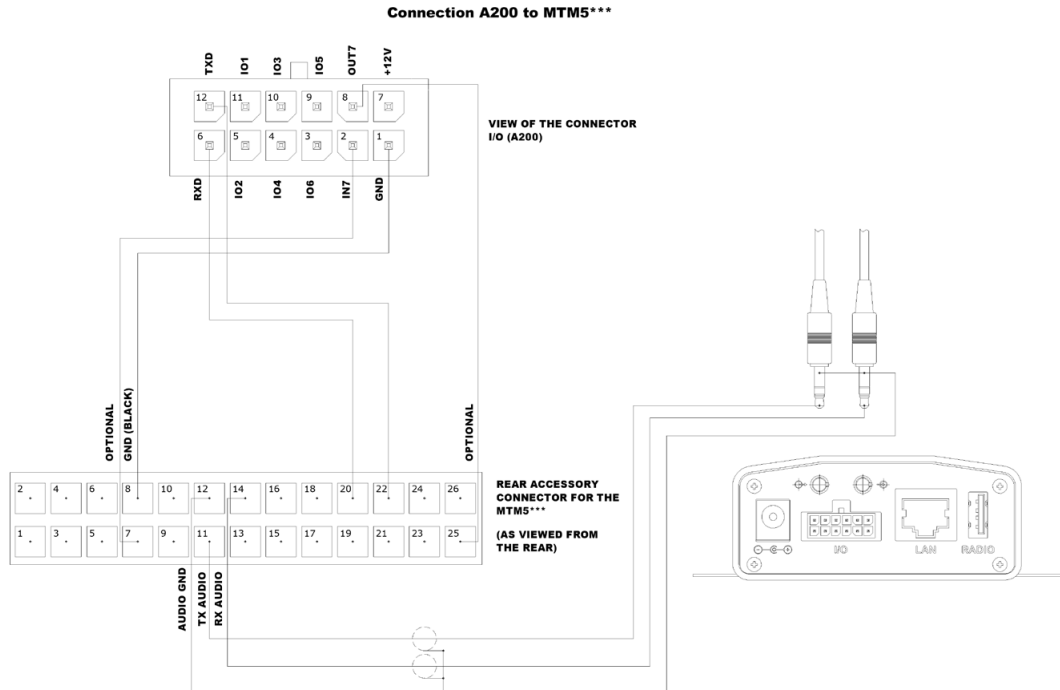 Connection A200 to MTM5***
TXD IO1 IO3 IO5 OUT7 +12V
12 11 10 9 8 7
6 5 4 3 2 1
RXD IO2 IO4 IO6 IN7 GND
VIEW OF THE CONNECTOR
I/O (A200)
OPTIONAL
GND (BLACK)
OPTIONAL
2 4 6 8 10 12 14 16 18 20 22 24 26
1 3 5 7 9 11 13 15 17 19 21 23 25
REAR ACCESSORY
CONNECTOR FOR THE
MTM5***
(AS VIEWED FROM
THE REAR)
AUDIO GND
TX AUDIO
RX AUDIO
I/O
LAN
RADIO